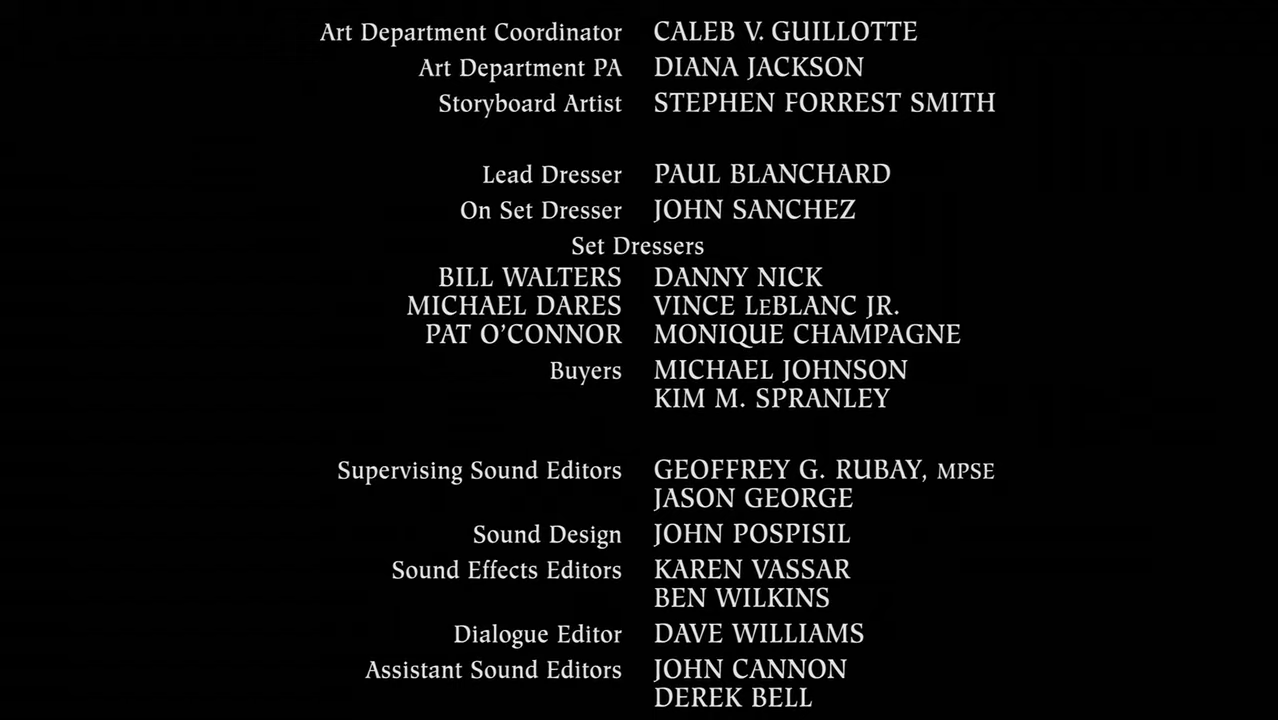 Art Department Coordinator CALEB V. GUILLOTTE
Art Department PA DIANA JACKSON
Storyboard Artist STEPHEN FORREST SMITH
Lead Dresser PAUL BLANCHARD
On Set Dresser JOHN SANCHEZ
Set Dressers
BILL WALTERS DANNY NICK
MICHAEL DARES VINCE LEBLANC JR.
PAT O'CONNOR MONIQUE CHAMPAGNE
Buyers MICHAEL JOHNSON
KIM M. SPRANLEY
Supervising Sound Editors GEOFFREY G. RUBAY, MPSE
JASON GEORGE
Sound Design JOHN POSPISIL
Sound Effects Editors KAREN VASSAR
BEN WILKINS
Dialogue Editor DAVE WILLIAMS
Assistant Sound Editors JOHN CANNON
DEREK BELL